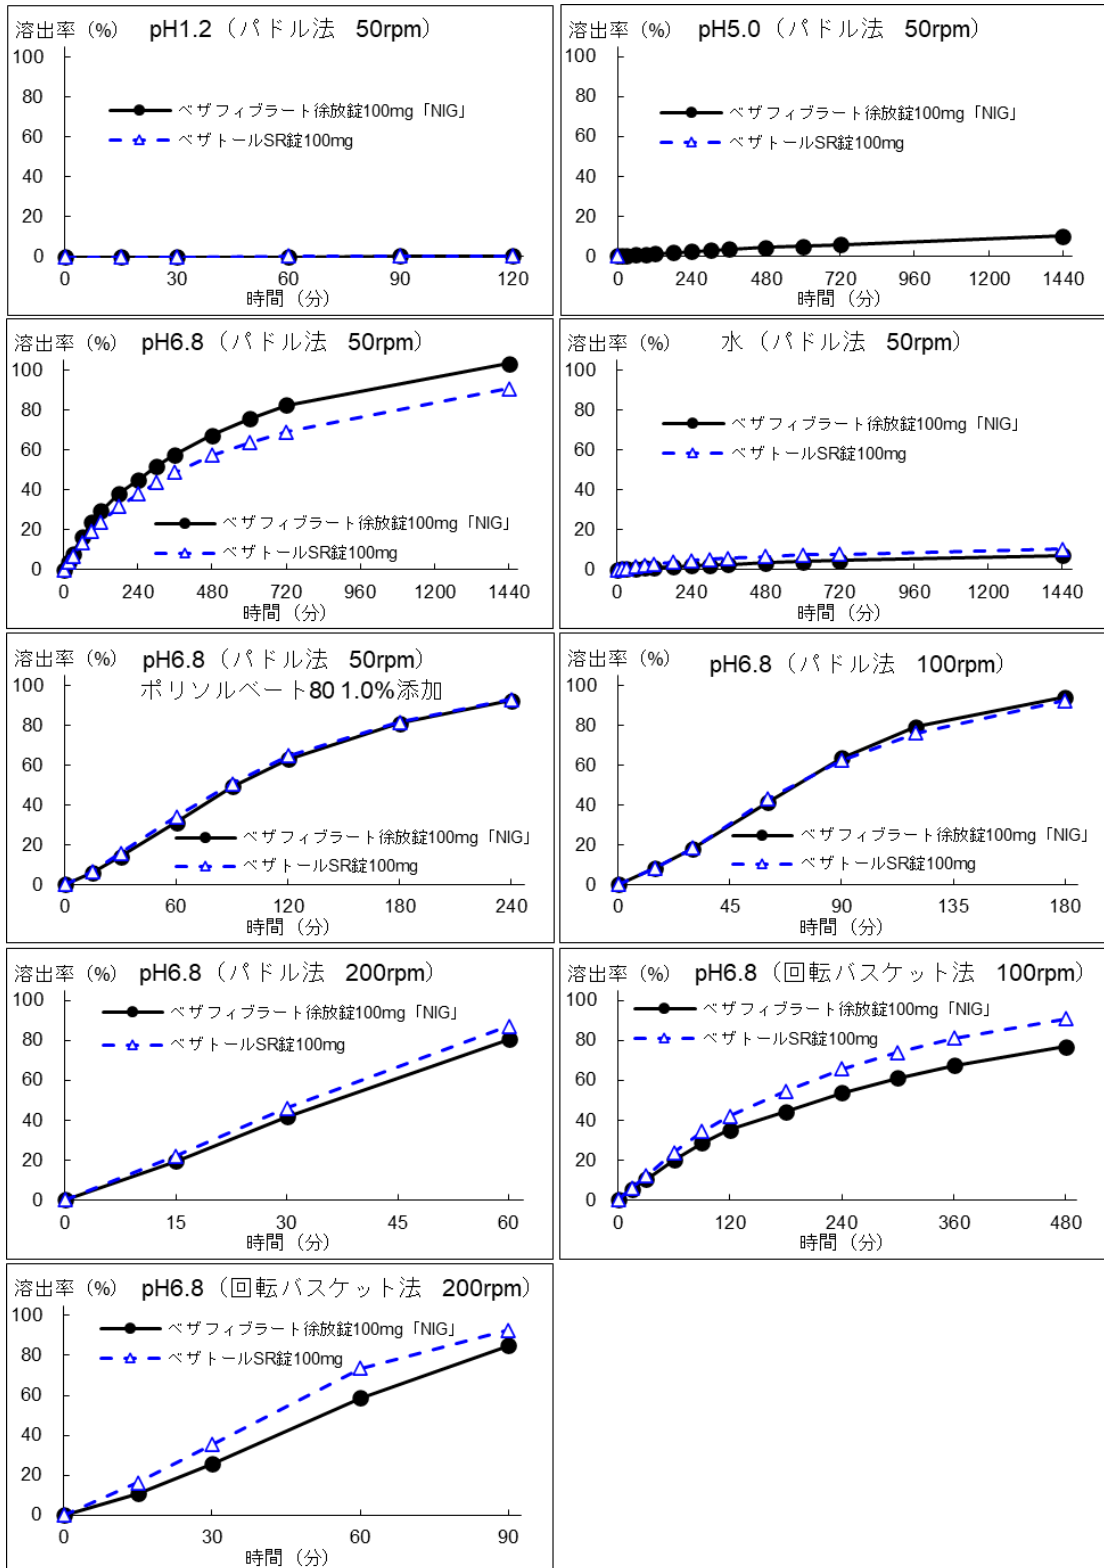 溶出率 (%) pH1.2（パドル法 50rpm）
100
80
60
40
20
0
ベザフィブラート徐放錠100mg「NIG」
ベザトールSR錠100mg
0 30 60 90 120
時間（分）
溶出率 (%) pH5.0（パドル法 50rpm）
100
80
60
40
20
0
ベザフィブラート徐放錠100mg「NIG」
ベザトールSR錠100mg
0 240 480 720 960 1200 1440
時間（分）
溶出率 (%) pH6.8（パドル法 50rpm）
100
80
60
40
20
0
ベザフィブラート徐放錠100mg「NIG」
ベザトールSR錠100mg
0 240 480 720 960 1200 1440
時間（分）
溶出率 (%) 水（パドル法 50rpm）
100
80
60
40
20
0
ベザフィブラート徐放錠100mg「NIG」
ベザトールSR錠100mg
0 240 480 720 960 1200 1440
時間（分）
溶出率 (%) pH6.8（パドル法 50rpm）
ポリソルベート80 1.0%添加
100
80
60
40
20
0
ベザフィブラート徐放錠100mg「NIG」
ベザトールSR錠100mg
0 60 120 180 240
時間（分）
溶出率 (%) pH6.8（パドル法 100rpm）
100
80
60
40
20
0
ベザフィブラート徐放錠100mg「NIG」
ベザトールSR錠100mg
0 45 90 135 180
時間（分）
溶出率 (%) pH6.8（パドル法 200rpm）
100
80
60
40
20
0
ベザフィブラート徐放錠100mg「NIG」
ベザトールSR錠100mg
0 15 30 45 60
時間（分）
溶出率 (%) pH6.8（回転バスケット法 100rpm）
100
80
60
40
20
0
ベザフィブラート徐放錠100mg「NIG」
ベザトールSR錠100mg
0 120 240 360 480
時間（分）
溶出率 (%) pH6.8（回転バスケット法 200rpm）
100
80
60
40
20
0
ベザフィブラート徐放錠100mg「NIG」
ベザトールSR錠100mg
0 30 60 90
時間（分）